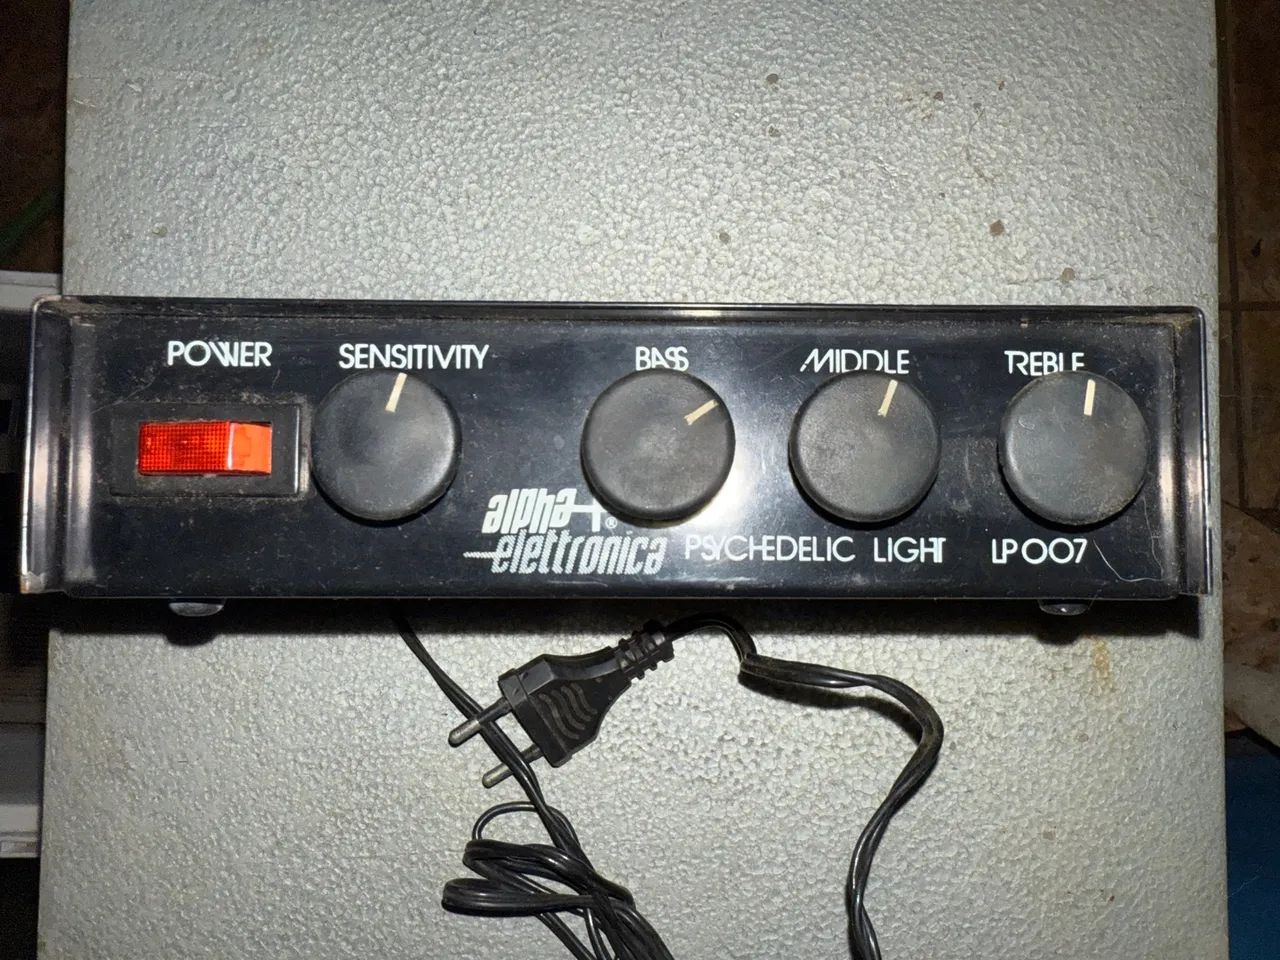 POWER SENSITIVITY BASS MIDDLE TREBLE
alpha ®
elettronica PSYCHEDELIC LIGHT LP007